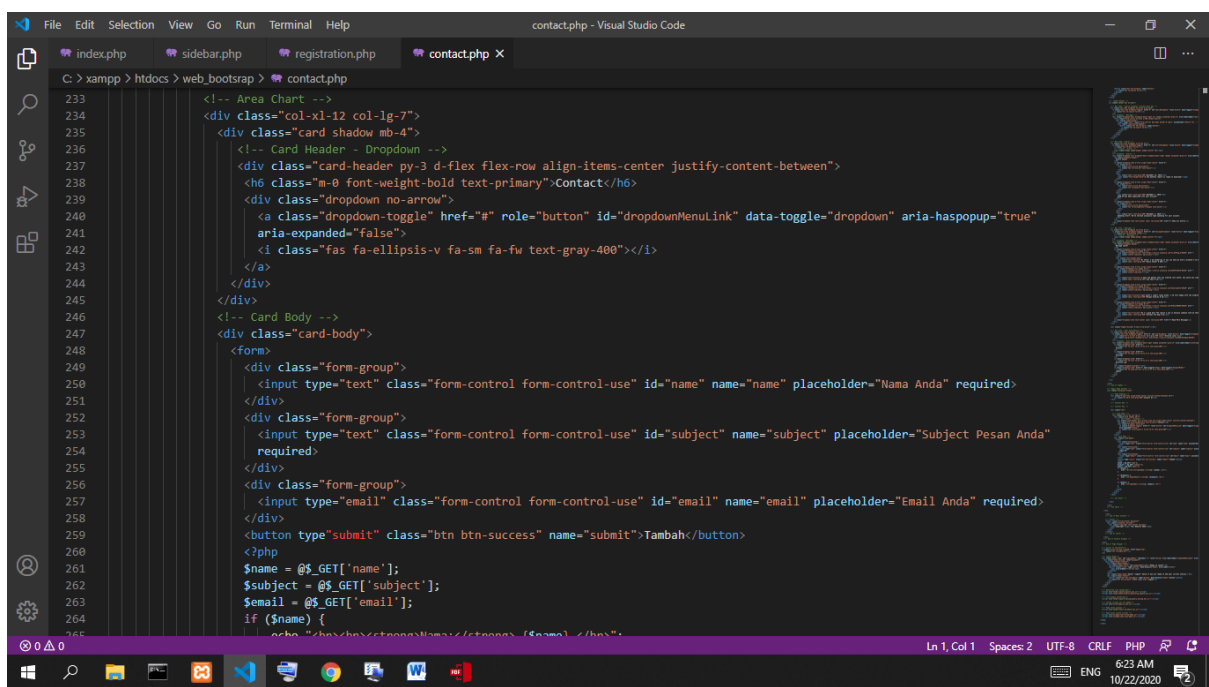 File Edit Selection View Go Run Terminal Help contact.php - Visual Studio Code
index.php sidebar.php registration.php contact.php
C: > xampp > htdocs > web_bootsrap > contact.php
233 <!-- Area Chart -->
234 <div class="col-xl-12 col-lg-7">
235 <div class="card shadow mb-4">
236 <!-- Card Header - Dropdown -->
237 <div class="card-header py-3 d-flex flex-row align-items-center justify-content-between">
238 <h6 class="m-0 font-weight-bold text-primary">Contact</h6>
239 <div class="dropdown no-arrow">
240 <a class="dropdown-toggle" href="#" role="button" id="dropdownMenuLink" data-toggle="dropdown" aria-haspopup="true"
241 aria-expanded="false">
242 <i class="fas fa-ellipsis-v fa-sm fa-fw text-gray-400"></i>
243 </a>
244 </div>
245 </div>
246 <!-- Card Body -->
247 <div class="card-body">
248 <form>
249 <div class="form-group">
250 <input type="text" class="form-control form-control-use" id="name" name="name" placeholder="Nama Anda" required>
251 </div>
252 <div class="form-group">
253 <input type="text" class="form-control form-control-use" id="subject" name="subject" placeholder="Subject Pesan Anda"
254 required>
255 </div>
256 <div class="form-group">
257 <input type="email" class="form-control form-control-use" id="email" name="email" placeholder="Email Anda" required>
258 </div>
259 <button type"submit" class="btn btn-success" name="submit">Tambah</button>
260 <?php
261 $name = @$_GET['name'];
262 $subject = @$_GET['subject'];
263 $email = @$_GET['email'];
264 if ($name) {
0 0 Ln 1, Col 1 Spaces: 2 UTF-8 CRLF PHP
ENG 6:23 AM
10/22/2020 2